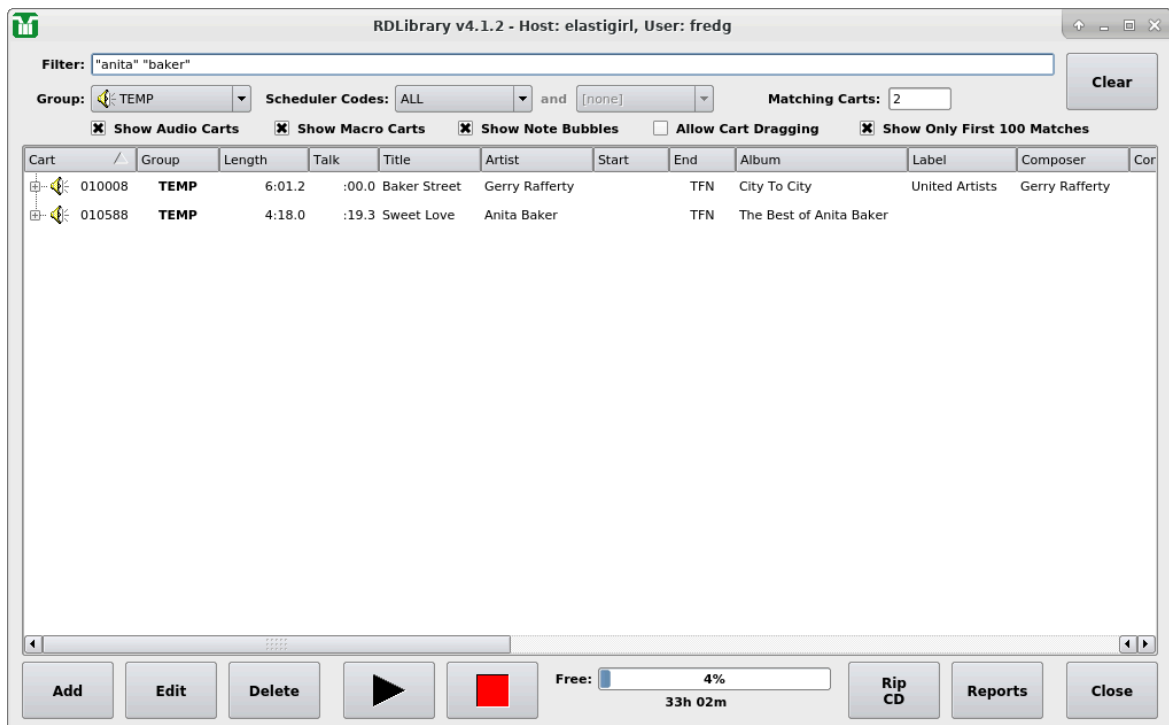 RDLibrary v4.1.2 - Host: elastigirl, User: fredg
Filter: "anita" "baker"
Clear
Group: TEMP Scheduler Codes: ALL and [none] Matching Carts: 2
Show Audio Carts Show Macro Carts Show Note Bubbles Allow Cart Dragging Show Only First 100 Matches
Cart Group Length Talk Title Artist Start End Album Label Composer Cor
010008 TEMP 6:01.2 :00.0 Baker Street Gerry Rafferty TFN City To City United Artists Gerry Rafferty
010588 TEMP 4:18.0 :19.3 Sweet Love Anita Baker TFN The Best of Anita Baker
Add Edit Delete Free: 4% Rip CD Reports Close
33h 02m